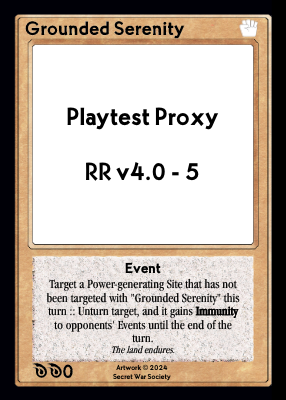 Grounded Serenity
Playtest Proxy
RR v4.0 - 5
Event
Target a Power-generating Site that has not
been targeted with "Grounded Serenity" this
turn :: Unturn target, and it gains Immunity
to opponents' Events until the end of the
turn.
The land endures.
Artwork © 2024
Secret War Society